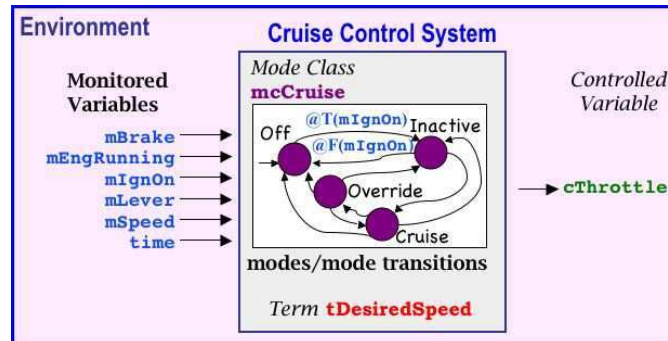 Environment
Cruise Control System
Monitored
Variables
mBrake
mEngRunning
mIgnOn
mLever
mSpeed
time
Mode Class
mcCruise
Off
@T(mIgnOn)
Inactive
@F(mIgnOn)
Override
Cruise
modes/mode transitions
Term tDesiredSpeed
Controlled
Variable
cThrottle